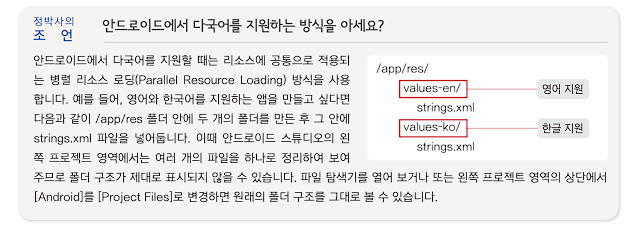 정박사의
조 언
안드로이드에서 다국어를 지원하는 방식을 아세요?
안드로이드에서 다국어를 지원할 때는 리소스에 공통으로 적용되
는 병렬 리소스 로딩(Parallel Resource Loading) 방식을 사용
합니다. 예를 들어, 영어와 한국어를 지원하는 앱을 만들고 싶다면
다음과 같이 /app/res 폴더 안에 두 개의 폴더를 만든 후 그 안에
strings.xml 파일을 넣어둡니다. 이때 안드로이드 스튜디오의 왼
쪽 프로젝트 영역에서는 여러 개의 파일을 하나로 정리하여 보여
주므로 폴더 구조가 제대로 표시되지 않을 수 있습니다. 파일 탐색기를 열어 보거나 또는 왼쪽 프로젝트 영역의 상단에서
[Android]를 [Project Files]로 변경하면 원래의 폴더 구조를 그대로 볼 수 있습니다.
/app/res/
values-en/ 영어 지원
strings.xml
values-ko/ 한글 지원
strings.xml